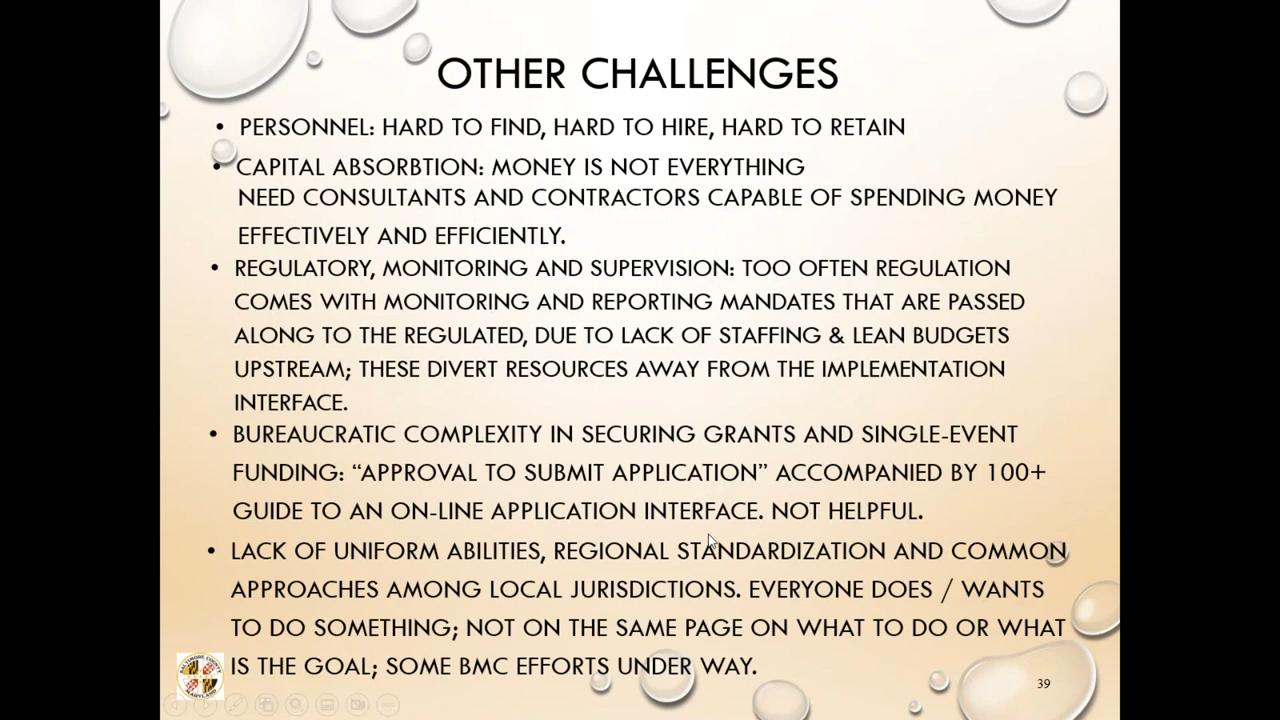 OTHER CHALLENGES
• PERSONNEL: HARD TO FIND, HARD TO HIRE, HARD TO RETAIN
• CAPITAL ABSORBTION: MONEY IS NOT EVERYTHING
NEED CONSULTANTS AND CONTRACTORS CAPABLE OF SPENDING MONEY
EFFECTIVELY AND EFFICIENTLY.
• REGULATORY, MONITORING AND SUPERVISION: TOO OFTEN REGULATION
COMES WITH MONITORING AND REPORTING MANDATES THAT ARE PASSED
ALONG TO THE REGULATED, DUE TO LACK OF STAFFING & LEAN BUDGETS
UPSTREAM; THESE DIVERT RESOURCES AWAY FROM THE IMPLEMENTATION
INTERFACE.
• BUREAUCRATIC COMPLEXITY IN SECURING GRANTS AND SINGLE-EVENT
FUNDING: “APPROVAL TO SUBMIT APPLICATION” ACCOMPANIED BY 100+
GUIDE TO AN ON-LINE APPLICATION INTERFACE. NOT HELPFUL.
• LACK OF UNIFORM ABILITIES, REGIONAL STANDARDIZATION AND COMMON
APPROACHES AMONG LOCAL JURISDICTIONS. EVERYONE DOES / WANTS
TO DO SOMETHING; NOT ON THE SAME PAGE ON WHAT TO DO OR WHAT
IS THE GOAL; SOME BMC EFFORTS UNDER WAY.
BALTIMORE COUNTY
MARYLAND
39